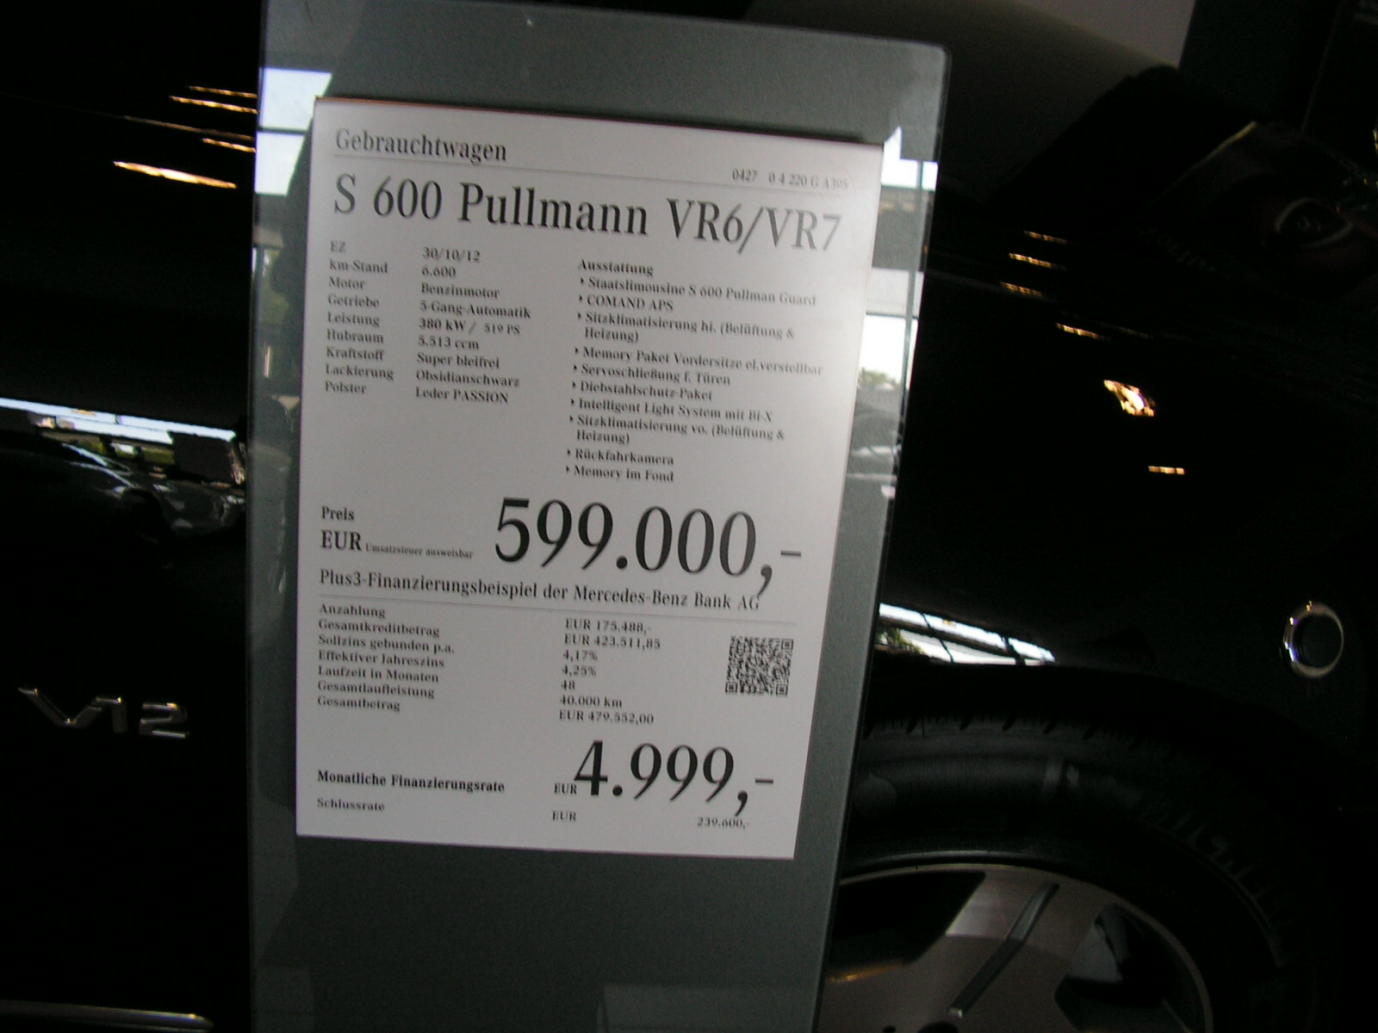 Gebrauchtwagen
0427 0 4 220 G A395
S 600 Pullmann VR6/VR7
EZ 30/10/12
km-Stand 6.600
Motor Benzinmotor
Getriebe 5-Gang-Automatik
Leistung 380 kW / 519 PS
Hubraum 5.513 ccm
Kraftstoff Super bleifrei
Lackierung Obsidianschwarz
Polster Leder PASSION
Ausstattung
Staatslimousine S 600 Pullman Guard
COMAND APS
Sitzklimatisierung hi. (Belüftung &
Heizung)
Memory Paket Vordersitze el.verstellbar
Servoschließung f. Türen
Diebstahlschutz-Paket
Intelligent Light System mit Bi-X
Sitzklimatisierung vo. (Belüftung &
Heizung)
Rückfahrkamera
Memory im Fond
Preis
EUR Umsatzsteuer ausweisbar 599.000,-
Plus3-Finanzierungsbeispiel der Mercedes-Benz Bank AG
Anzahlung EUR 175.488,-
Gesamtkreditbetrag EUR 423.511,85
Sollzins gebunden p.a. 4,17%
Effektiver Jahreszins 4,25%
Laufzeit in Monaten 48
Gesamtlaufleistung 40.000 km
Gesamtbetrag EUR 479.552,00
Monatliche Finanzierungsrate EUR 4.999,-
Schlussrate EUR 239.600,-
V12